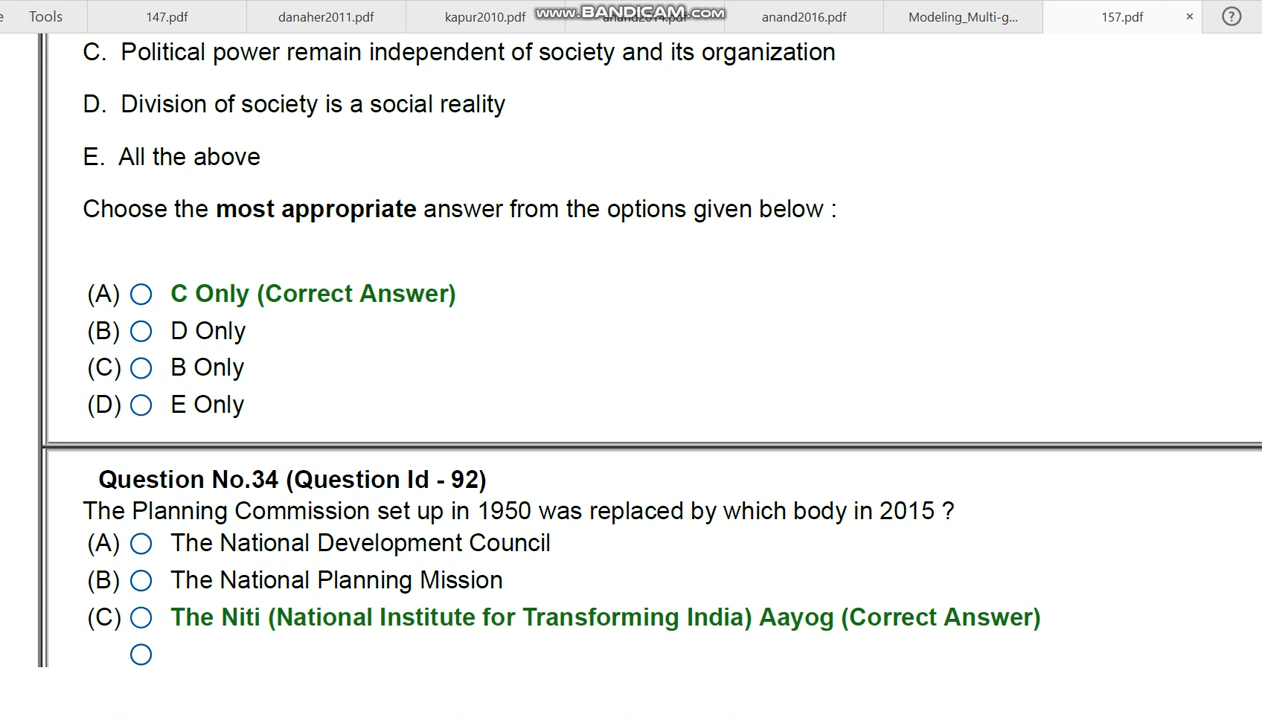 e Tools 147.pdf danaher2011.pdf kapur2010.pdf anand2014.pdf anand2016.pdf Modeling_Multi-g... 157.pdf × ?
www.BANDICAM.com
C. Political power remain independent of society and its organization
D. Division of society is a social reality
E. All the above
Choose the most appropriate answer from the options given below :
(A) C Only (Correct Answer)
(B) D Only
(C) B Only
(D) E Only
Question No.34 (Question Id - 92)
The Planning Commission set up in 1950 was replaced by which body in 2015 ?
(A) The National Development Council
(B) The National Planning Mission
(C) The Niti (National Institute for Transforming India) Aayog (Correct Answer)